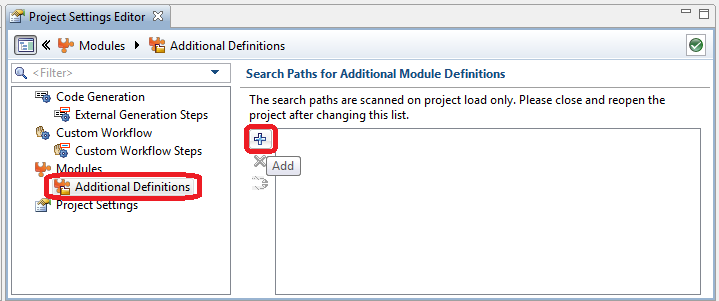 Project Settings Editor
Modules Additional Definitions
<Filter>
Code Generation
External Generation Steps
Custom Workflow
Custom Workflow Steps
Modules
Additional Definitions
Project Settings
Search Paths for Additional Module Definitions
The search paths are scanned on project load only. Please close and reopen the
project after changing this list.
Add